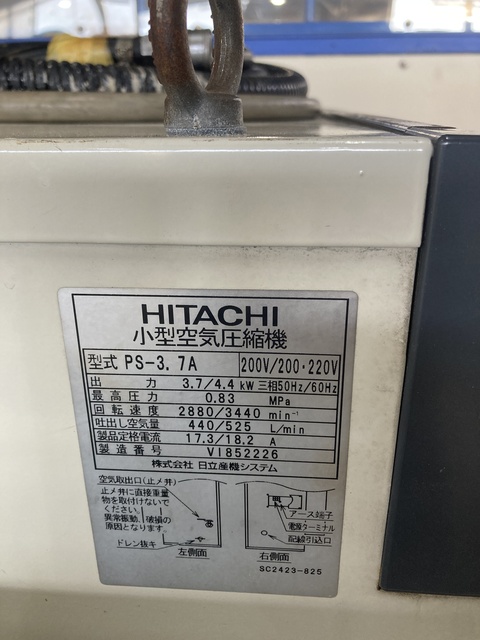 HITACHI
小型空気圧縮機
型式 PS-3.7A 200V/200・220V
出力 3.7/4.4 kW 三相50Hz/60Hz
最高圧力 0.83 MPa
回転速度 2880/3440 min⁻¹
吐出し空気量 440/525 L/min
製品定格電流 17.3/18.2 A
製造番号 VI852226
株式会社 日立産機システム
空気取出口(止メ弁)
止メ弁に直接重量
物を取付けないで
ください。
異常振動、破損の
原因となります。
ドレン抜キ
左側面
アース端子
電源ターミナル
配線引込口
右側面
SC2423-825